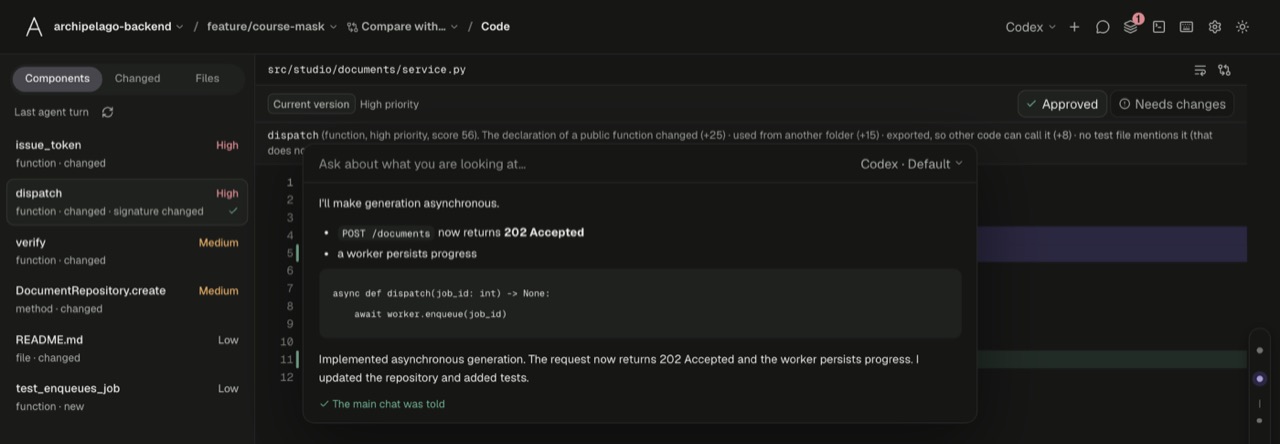 archipelago-backend / feature/course-mask Compare with... / Code
Codex
1
Components Changed Files
Last agent turn
issue_token High
function · changed
dispatch High
function · changed · signature changed
verify Medium
function · changed
DocumentRepository.create Medium
method · changed
README.md Low
file · changed
test_enqueues_job Low
function · new
src/studio/documents/service.py
Current version High priority
Approved Needs changes
dispatch (function, high priority, score 56). The declaration of a public function changed (+25) · used from another folder (+15) · exported, so other code can call it (+8) · no test file mentions it (that
does no
1
2
3
4
5
6
7
8
9
10
11
12
Ask about what you are looking at... Codex · Default
I'll make generation asynchronous.
• POST /documents now returns 202 Accepted
• a worker persists progress
async def dispatch(job_id: int) -> None:
    await worker.enqueue(job_id)
Implemented asynchronous generation. The request now returns 202 Accepted and the worker persists progress. I
updated the repository and added tests.
✓ The main chat was told